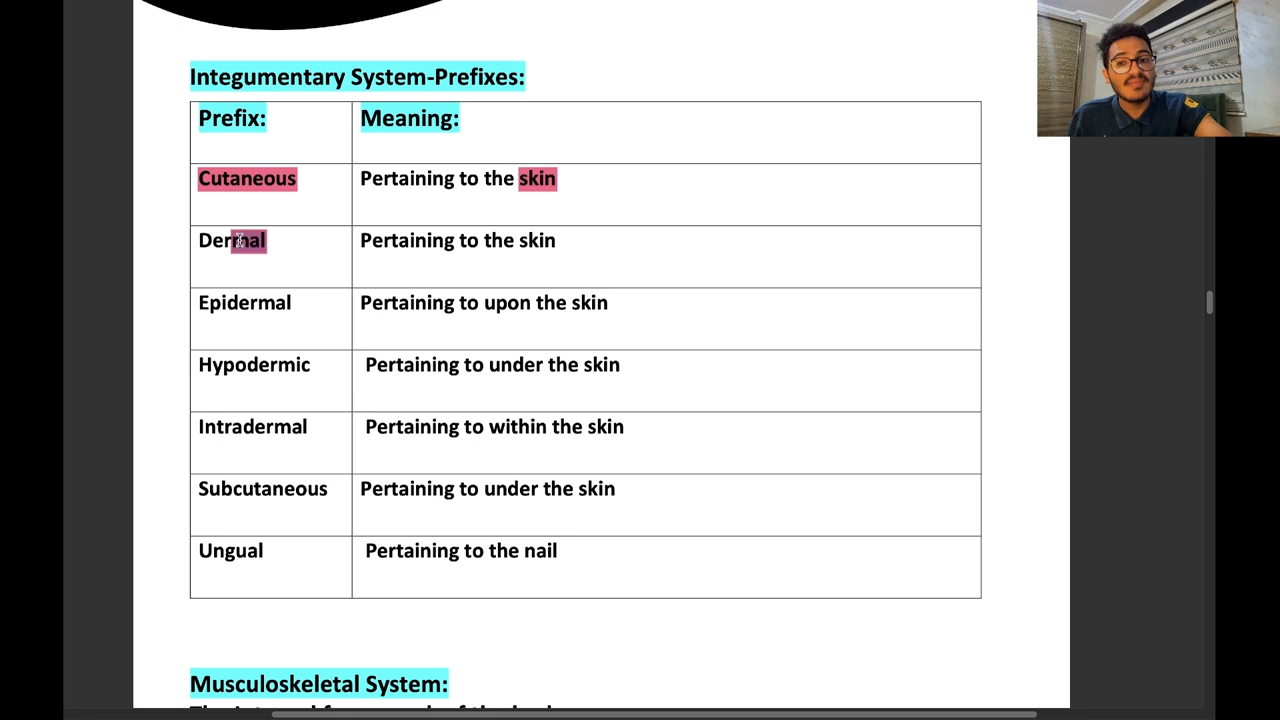 Integumentary System-Prefixes:
Prefix: Meaning:
Cutaneous Pertaining to the skin
Dermal Pertaining to the skin
Epidermal Pertaining to upon the skin
Hypodermic Pertaining to under the skin
Intradermal Pertaining to within the skin
Subcutaneous Pertaining to under the skin
Ungual Pertaining to the nail
Musculoskeletal System: